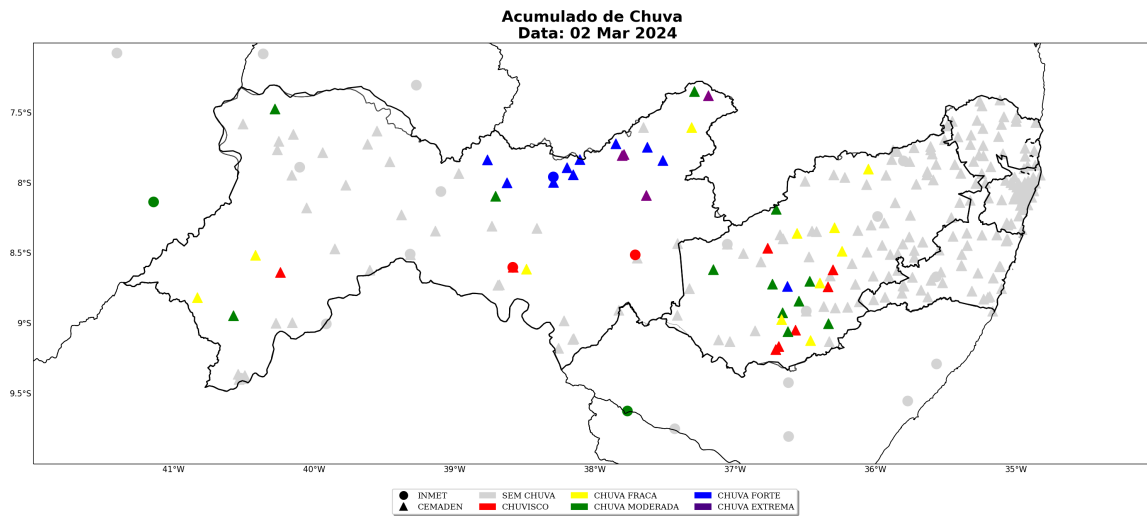 Acumulado de Chuva
Data: 02 Mar 2024
7.5°S
8°S
8.5°S
9°S
9.5°S
41°W 40°W 39°W 38°W 37°W 36°W 35°W
INMET SEM CHUVA CHUVA FRACA CHUVA FORTE
CEMADEN CHUVISCO CHUVA MODERADA CHUVA EXTREMA